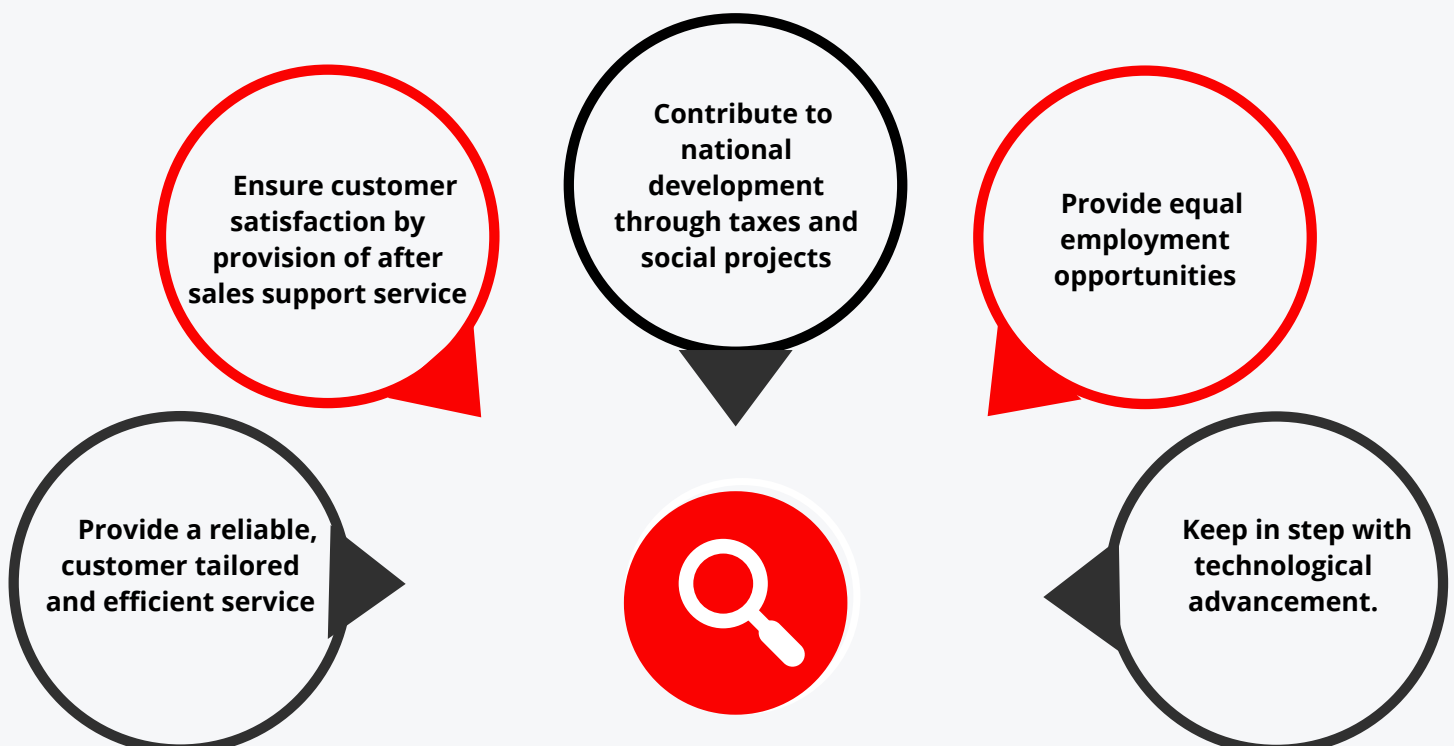 Provide a reliable,
customer tailored
and efficient service
Ensure customer
satisfaction by
provision of after
sales support service
Contribute to
national
development
through taxes and
social projects
Provide equal
employment
opportunities
Keep in step with
technological
advancement.